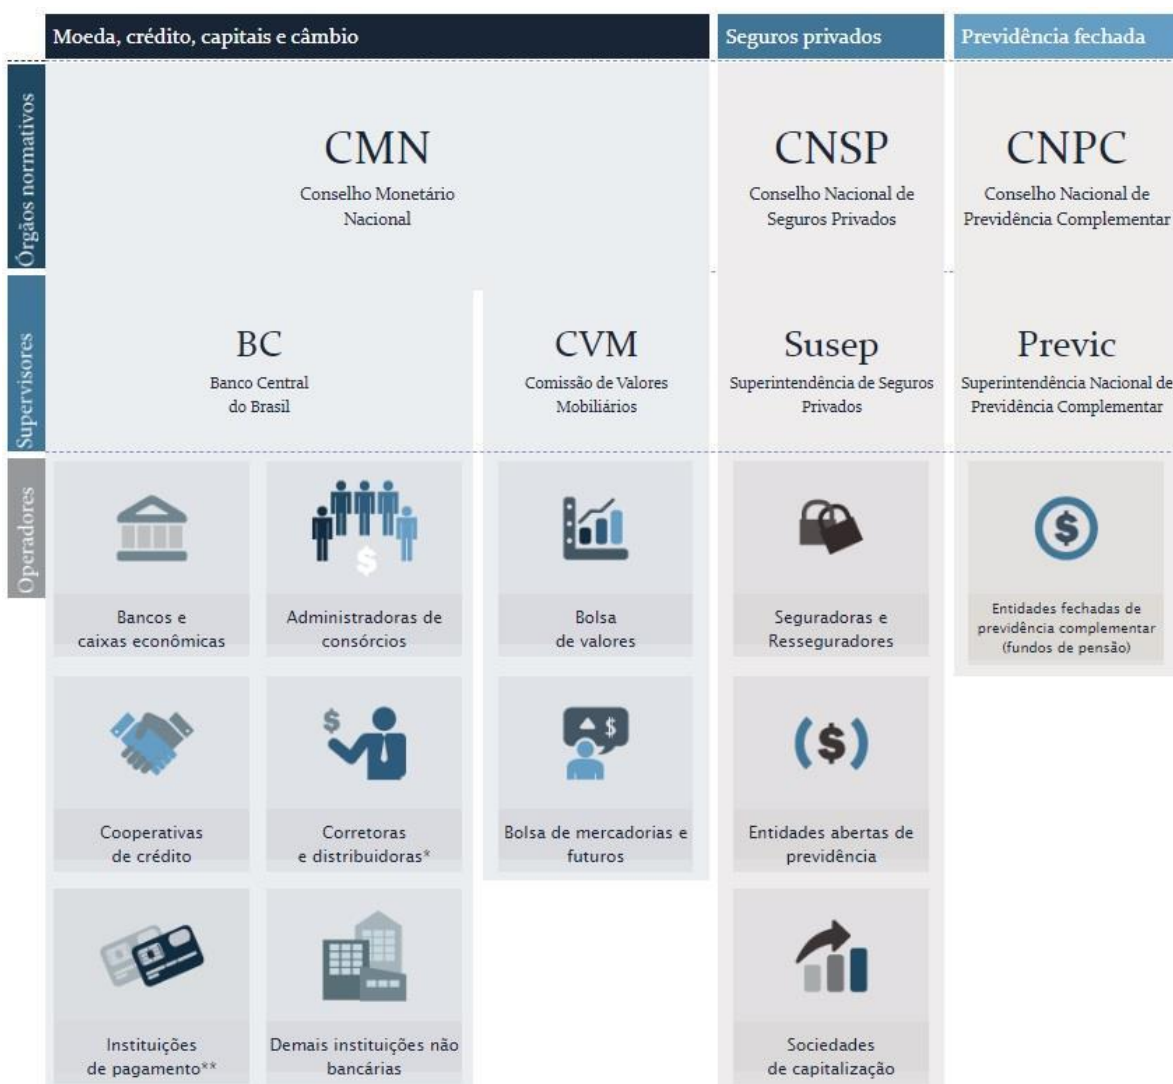 Moeda, crédito, capitais e câmbio
Seguros privados
Previdência fechada
Órgãos normativos
CMN
Conselho Monetário
Nacional
CNSP
Conselho Nacional de
Seguros Privados
CNPC
Conselho Nacional de
Previdência Complementar
Supervisores
BC
Banco Central
do Brasil
CVM
Comissão de Valores
Mobiliários
Susep
Superintendência de Seguros
Privados
Previc
Superintendência Nacional de
Previdência Complementar
Operadores
$
$
Bancos e
caixas econômicas
Administradoras de
consórcios
Bolsa
de valores
Seguradoras e
Resseguradores
Entidades fechadas de
previdência complementar
(fundos de pensão)
$
$
($)
Cooperativas
de crédito
Corretoras
e distribuidoras*
Bolsa de mercadorias e
futuros
Entidades abertas de
previdência
Instituições
de pagamento**
Demais instituições não
bancárias
Sociedades
de capitalização